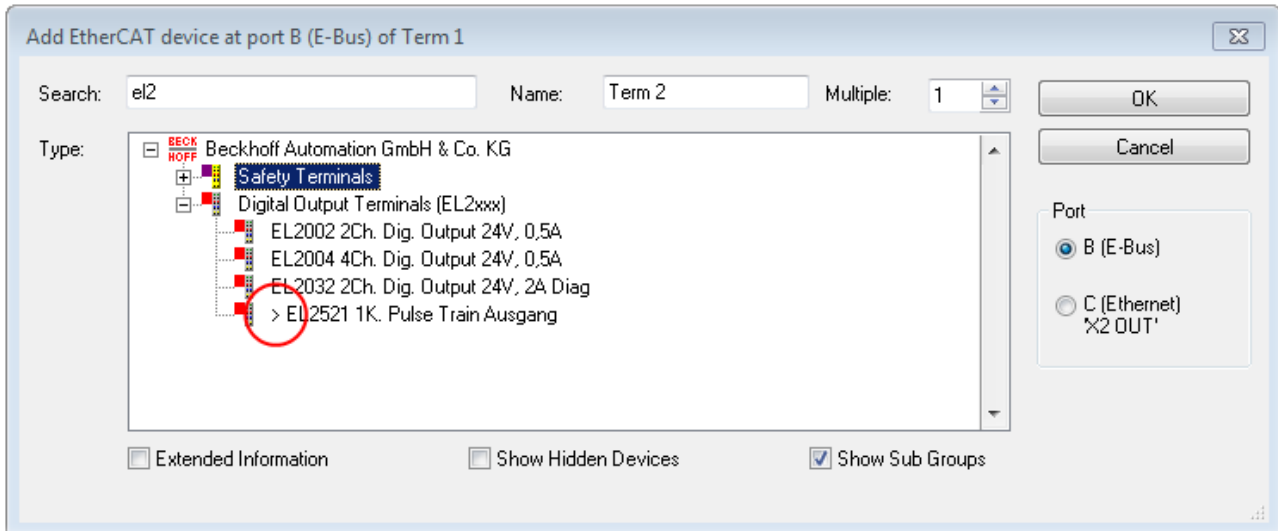 Add EtherCAT device at port B (E-Bus) of Term 1
Search: el2 Name: Term 2 Multiple: 1 OK
Type: BECK HOFF Beckhoff Automation GmbH & Co. KG Cancel
Safety Terminals
Digital Output Terminals (EL2xxx)
EL2002 2Ch. Dig. Output 24V, 0,5A
EL2004 4Ch. Dig. Output 24V, 0,5A
EL2032 2Ch. Dig. Output 24V, 2A Diag
> EL2521 1K. Pulse Train Ausgang
Port
B (E-Bus)
C (Ethernet)
'X2 OUT'
Extended Information Show Hidden Devices Show Sub Groups